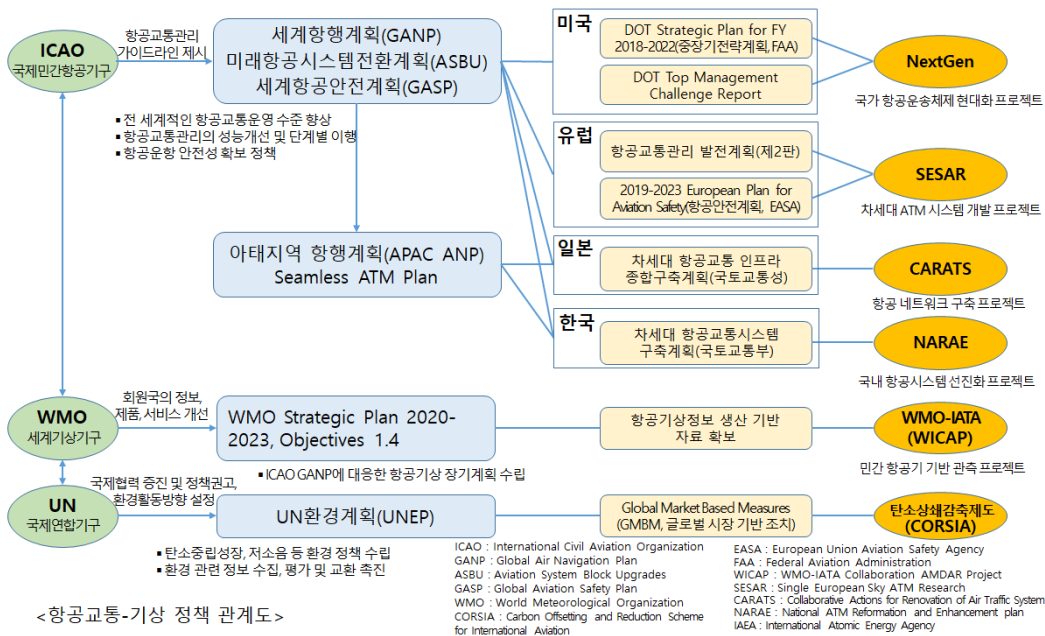 ICAO
국제민간항공기구
항공교통관리
가이드라인 제시
세계항행계획(GANP)
미래항공시스템전환계획(ASBU)
세계항공안전계획(GASP)
▪ 전 세계적인 항공교통운영 수준 향상
▪ 항공교통관리의 성능개선 및 단계별 이행
▪ 항공운항 안전성 확보 정책
아태지역 항행계획(APAC ANP)
Seamless ATM Plan
미국
DOT Strategic Plan for FY
2018-2022(중장기전략계획, FAA)
DOT Top Management
Challenge Report
NextGen
국가 항공운송체제 현대화 프로젝트
유럽
항공교통관리 발전계획(제2판)
2019-2023 European Plan for
Aviation Safety(항공안전계획, EASA)
SESAR
차세대 ATM 시스템 개발 프로젝트
일본
차세대 항공교통 인프라
종합구축계획(국토교통성)
CARATS
항공 네트워크 구축 프로젝트
한국
차세대 항공교통시스템
구축계획(국토교통부)
NARAE
국내 항공시스템 선진화 프로젝트
WMO
세계기상기구
회원국의 정보,
제품, 서비스 개선
WMO Strategic Plan 2020-
2023, Objectives 1.4
▪ ICAO GANP에 대응한 항공기상 장기계획 수립
항공기상정보 생산 기반
자료 확보
WMO-IATA
(WICAP)
민간 항공기 기반 관측 프로젝트
UN
국제연합기구
국제협력 증진 및 정책권고,
환경활동방향 설정
UN환경계획(UNEP)
▪ 탄소중립성장, 저소음 등 환경 정책 수립
▪ 환경 관련 정보 수집, 평가 및 교환 촉진
Global Market Based Measures
(GMBM, 글로벌 시장 기반 조치)
탄소상쇄감축제도
(CORSIA)
<항공교통-기상 정책 관계도>
ICAO : International Civil Aviation Organization
GANP : Global Air Navigation Plan
ASBU : Aviation System Block Upgrades
GASP : Global Aviation Safety Plan
WMO : World Meteorological Organization
CORSIA : Carbon Offsetting and Reduction Scheme
for International Aviation
EASA : European Union Aviation Safety Agency
FAA : Federal Aviation Administration
WICAP : WMO-IATA Collaboration AMDAR Project
SESAR : Single European Sky ATM Research
CARATS : Collaborative Actions for Renovation of Air Traffic System
NARAE : National ATM Reformation and Enhancement plan
IAEA : International Atomic Energy Agency